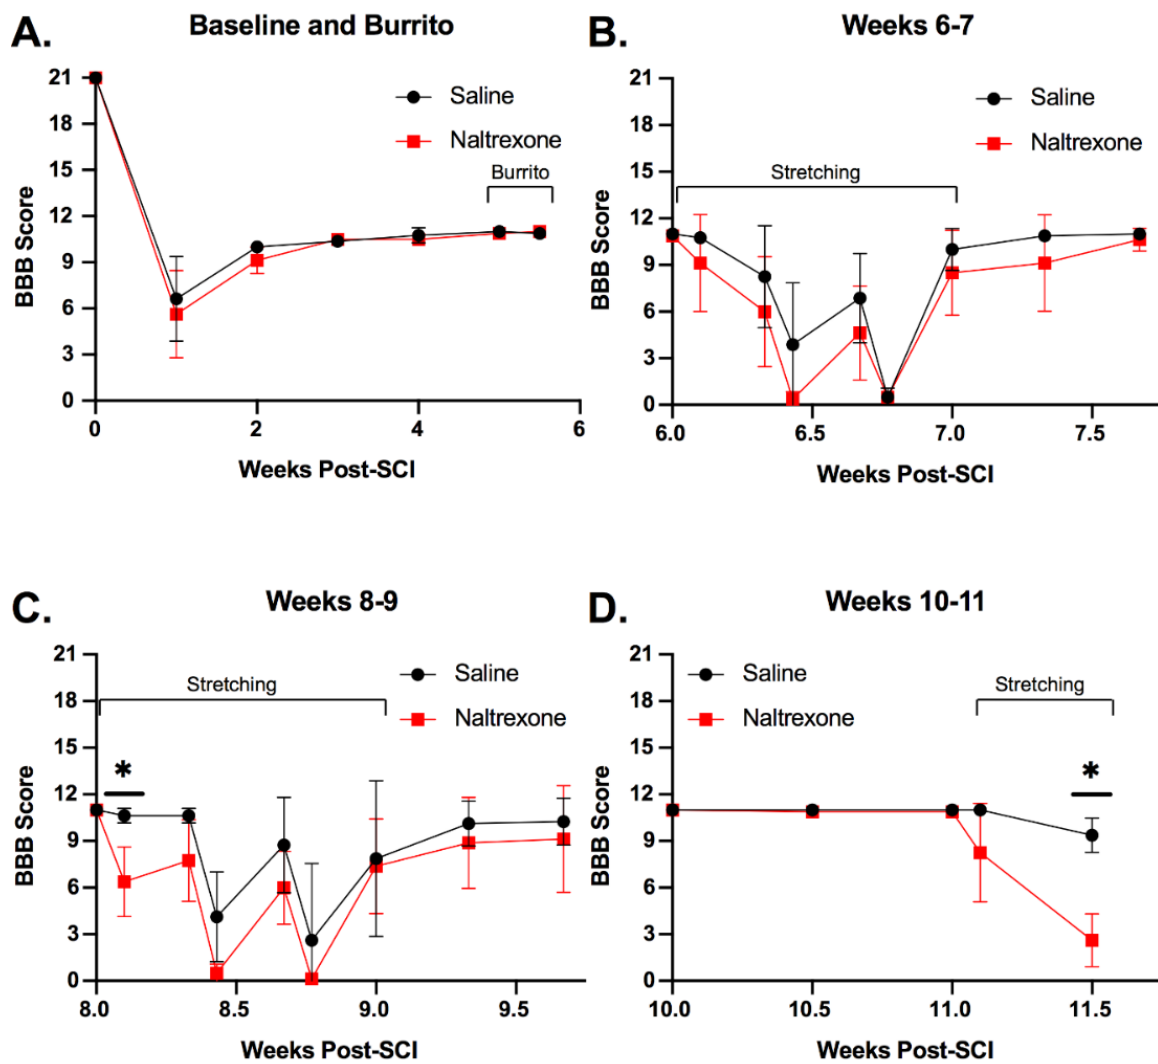 A. Baseline and Burrito
21
18
15
12
9
6
3
0
BBB Score
Saline
Naltrexone
Burrito
0 2 4 6
Weeks Post-SCI
B. Weeks 6-7
21
18
15
12
9
6
3
0
BBB Score
Saline
Naltrexone
Stretching
6.0 6.5 7.0 7.5
Weeks Post-SCI
C. Weeks 8-9
21
18
15
12
9
6
3
0
BBB Score
Saline
Naltrexone
Stretching
*
8.0 8.5 9.0 9.5
Weeks Post-SCI
D. Weeks 10-11
21
18
15
12
9
6
3
0
BBB Score
Saline
Naltrexone
Stretching
*
10.0 10.5 11.0 11.5
Weeks Post-SCI